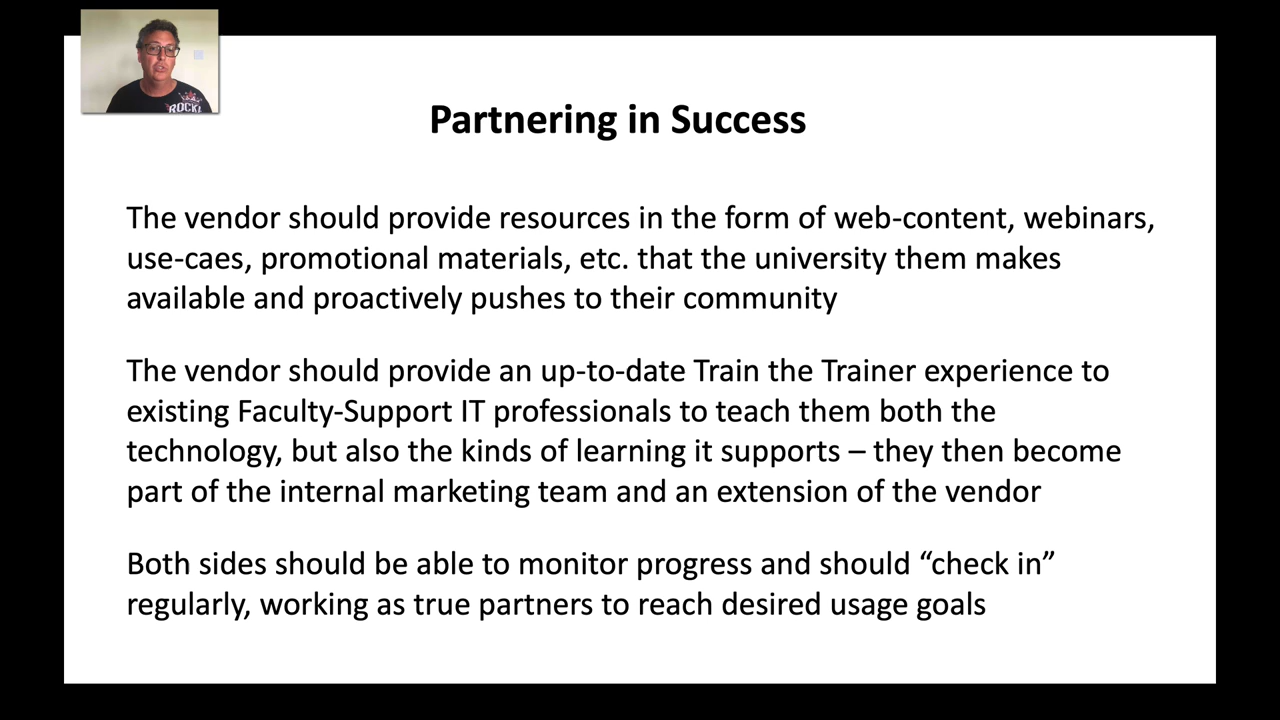 ROCK
Partnering in Success
The vendor should provide resources in the form of web-content, webinars,
use-caes, promotional materials, etc. that the university them makes
available and proactively pushes to their community
The vendor should provide an up-to-date Train the Trainer experience to
existing Faculty-Support IT professionals to teach them both the
technology, but also the kinds of learning it supports – they then become
part of the internal marketing team and an extension of the vendor
Both sides should be able to monitor progress and should “check in”
regularly, working as true partners to reach desired usage goals